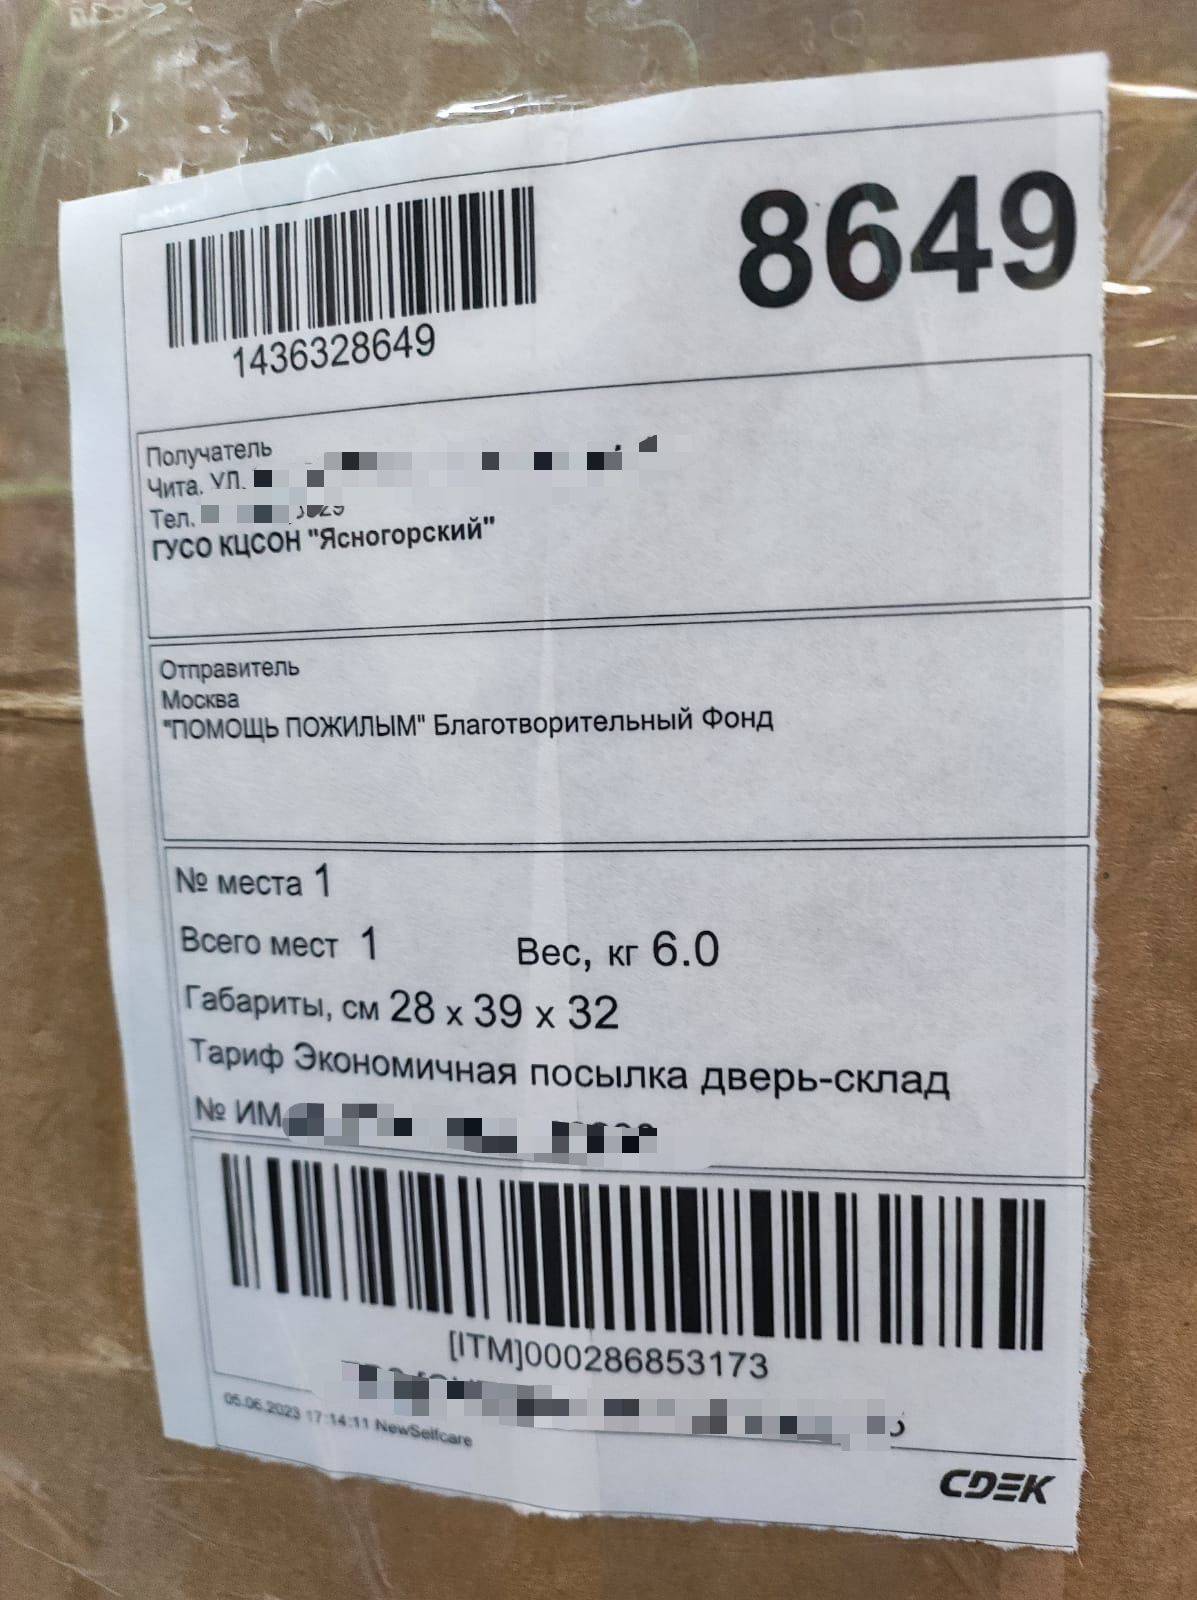 8649
1436328649
Получатель
Чита. УЛ.
Тел.
ГУСО КЦСОН "Ясногорский"
Отправитель
Москва
"ПОМОЩЬ ПОЖИЛЫМ" Благотворительный Фонд
№ места 1
Всего мест 1 Вес, кг 6.0
Габариты, см 28 x 39 x 32
Тариф Экономичная посылка дверь-склад
№ ИМ
[ITM]000286853173
05.06.2023 17:14:11 NewSelfcare
CDEK